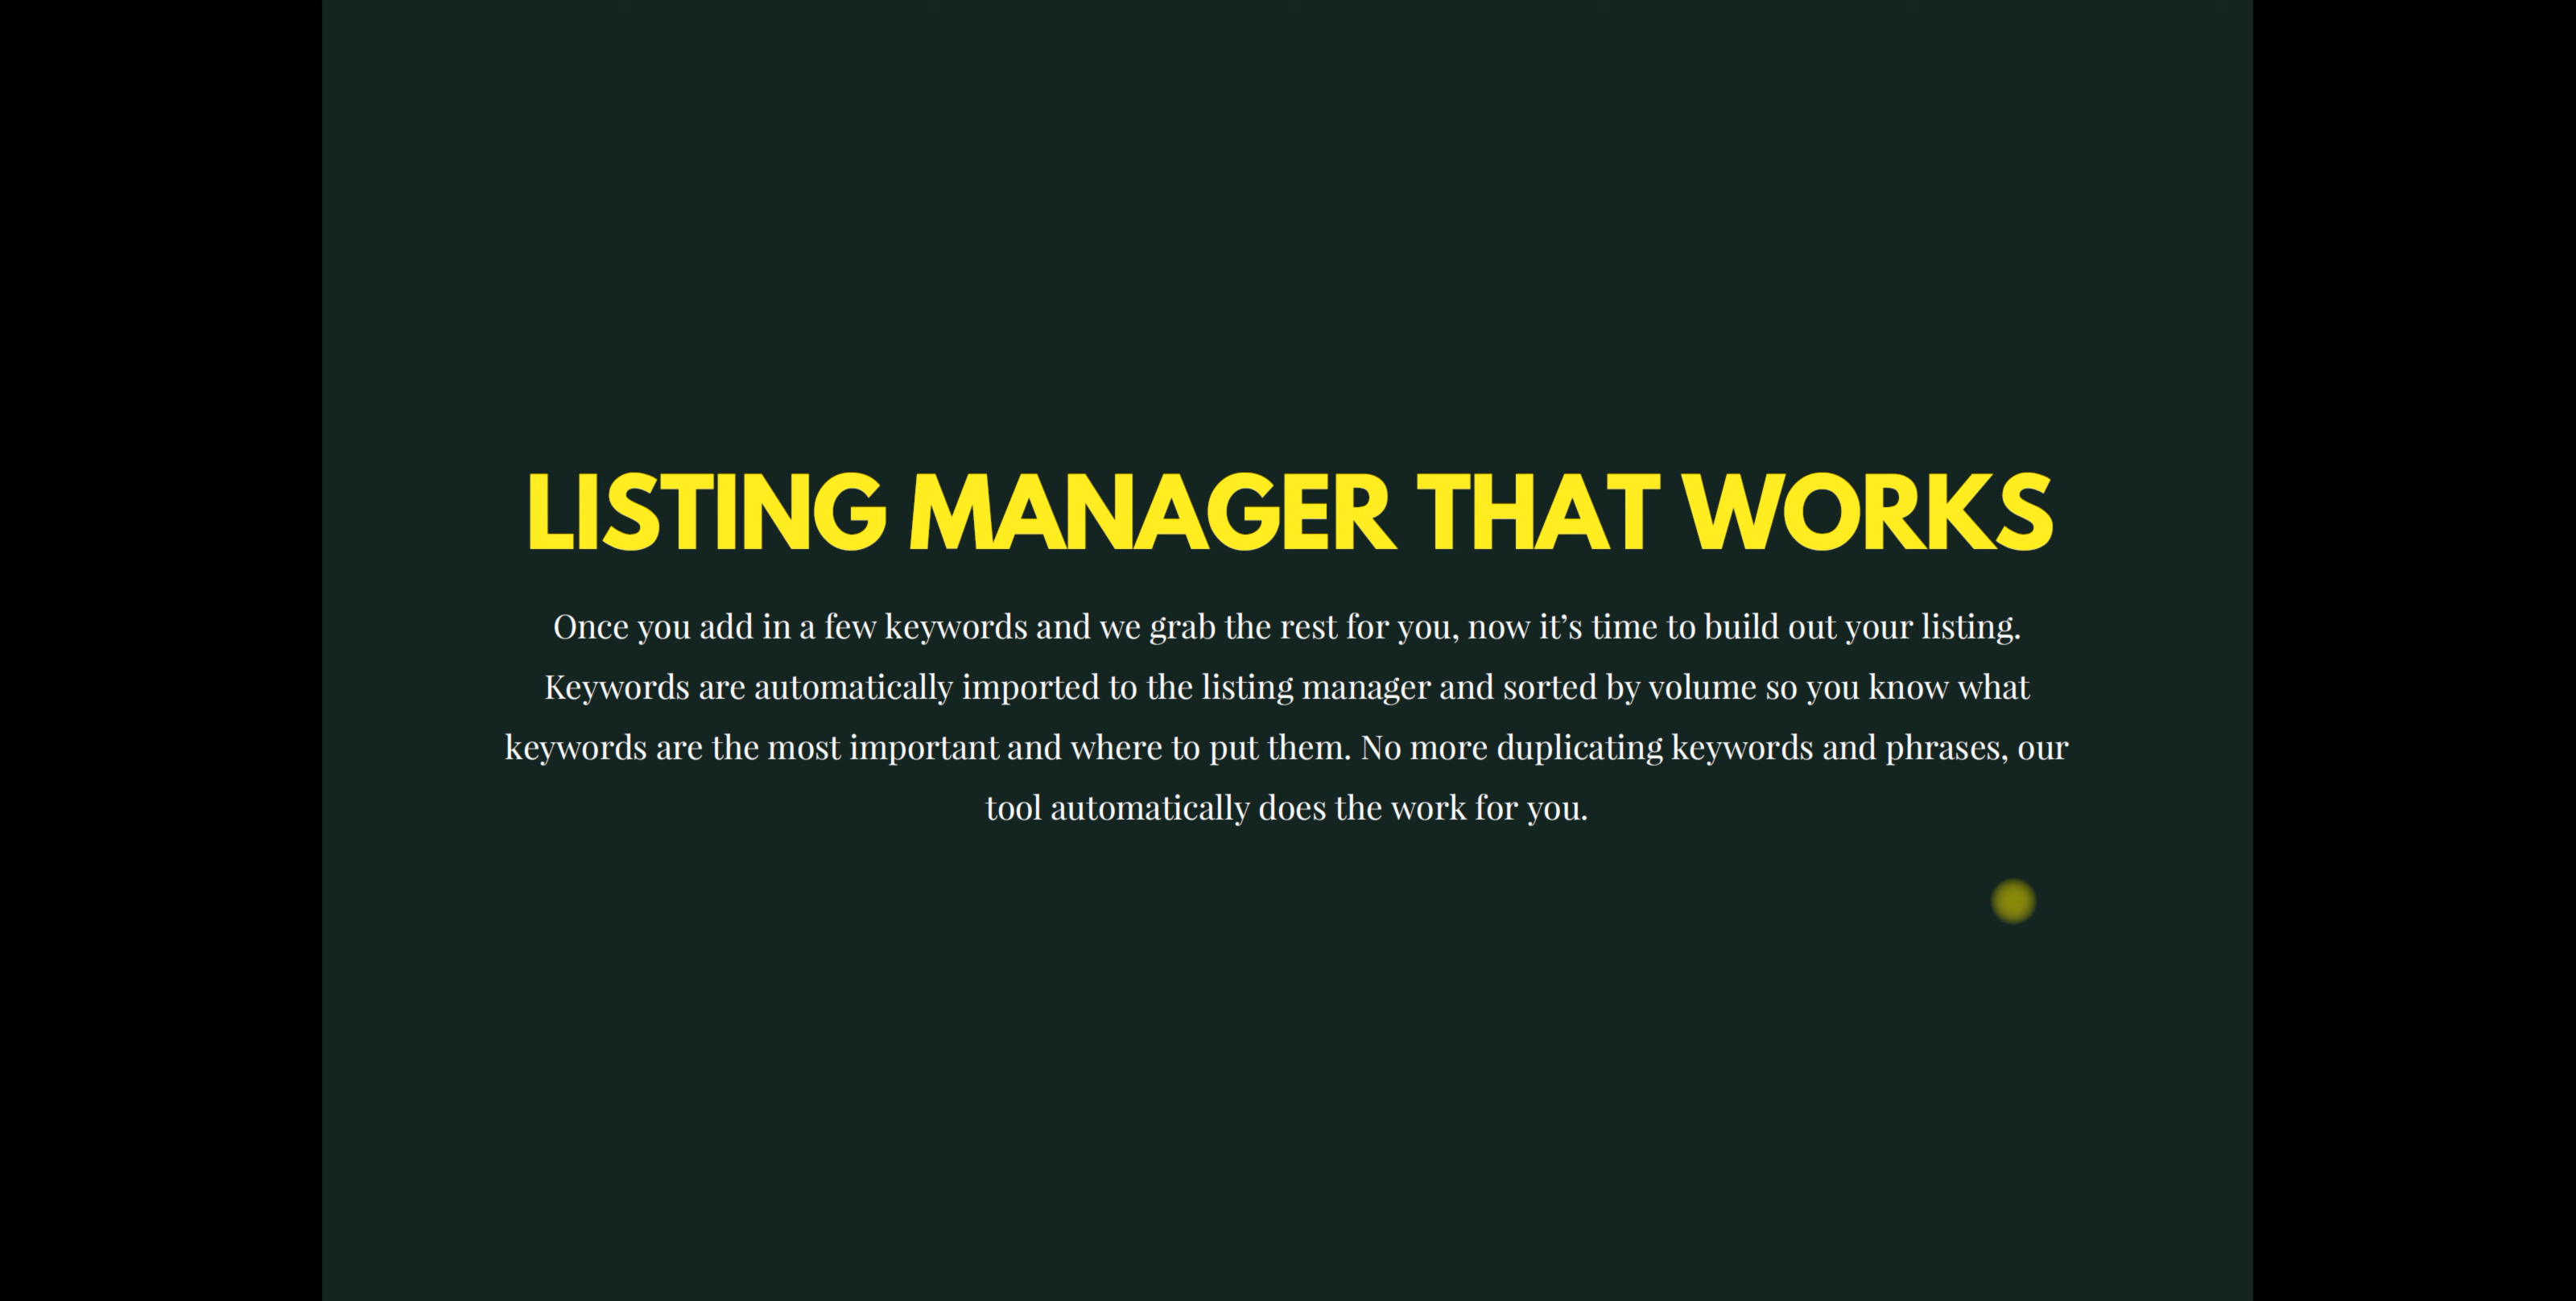 LISTING MANAGER THAT WORKS
Once you add in a few keywords and we grab the rest for you, now it’s time to build out your listing.
Keywords are automatically imported to the listing manager and sorted by volume so you know what
keywords are the most important and where to put them. No more duplicating keywords and phrases, our
tool automatically does the work for you.